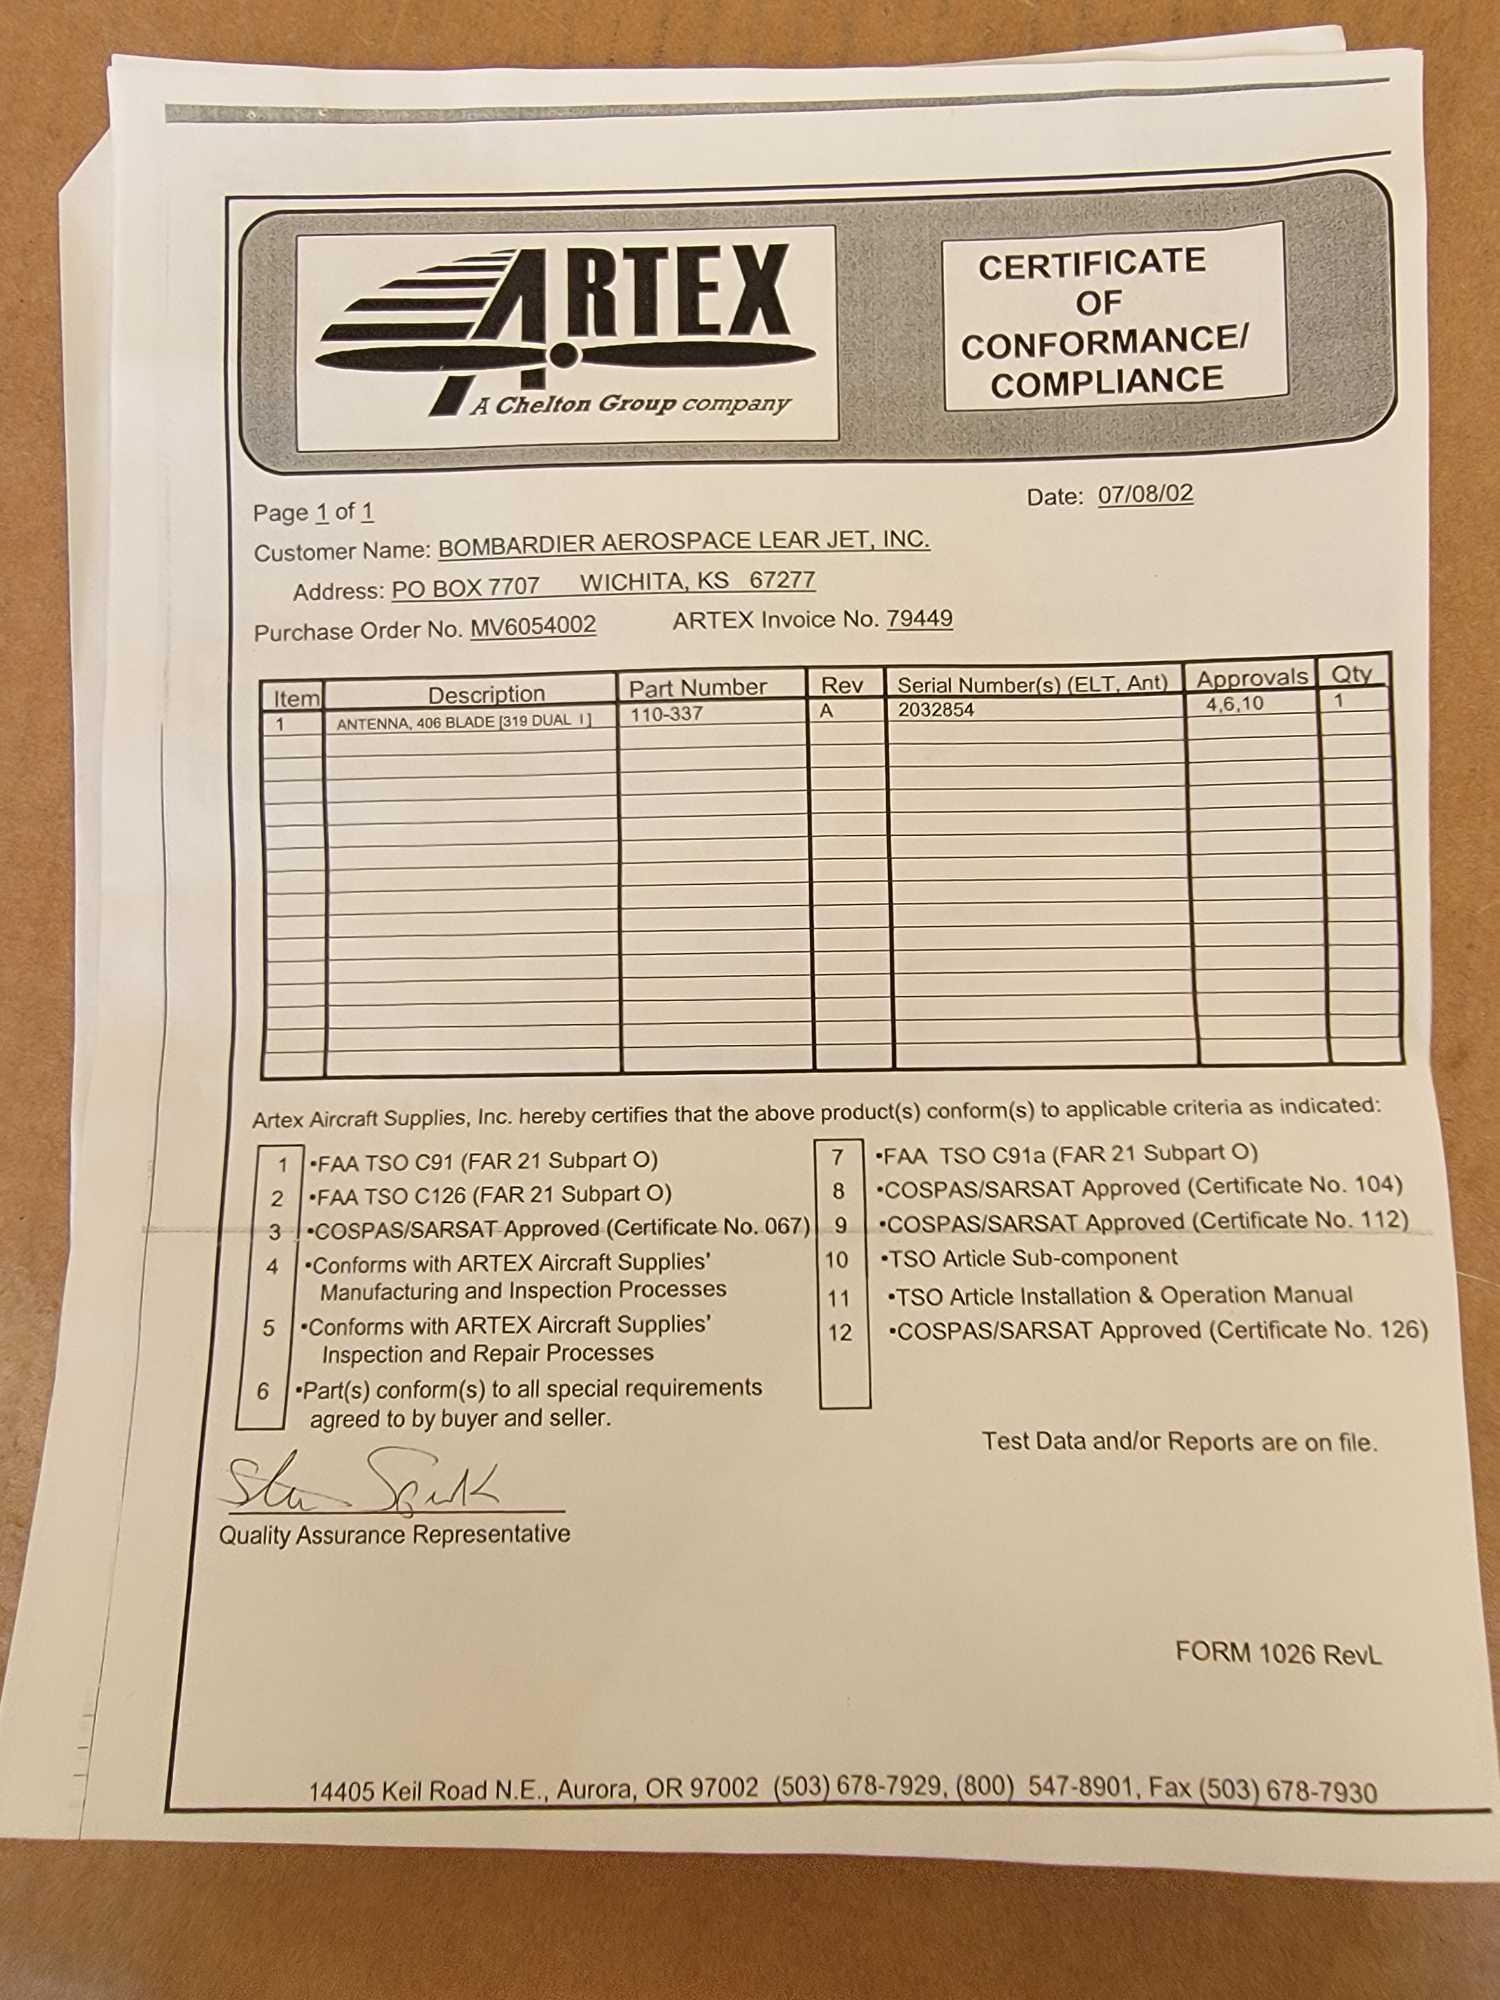 ARTEX
A Chelton Group company
CERTIFICATE
OF
CONFORMANCE/
COMPLIANCE
Page 1 of 1
Date: 07/08/02
Customer Name: BOMBARDIER AEROSPACE LEAR JET, INC.
Address: PO BOX 7707 WICHITA, KS 67277
Purchase Order No. MV6054002 ARTEX Invoice No. 79449
Item Description Part Number Rev Serial Number(s) (ELT, Ant) Approvals Qty
1 ANTENNA, 406 BLADE [319 DUAL I] 110-337 A 2032854 4,6,10 1
Artex Aircraft Supplies, Inc. hereby certifies that the above product(s) conform(s) to applicable criteria as indicated:
1 •FAA TSO C91 (FAR 21 Subpart O)
2 •FAA TSO C126 (FAR 21 Subpart O)
3 •COSPAS/SARSAT Approved (Certificate No. 067)
4 •Conforms with ARTEX Aircraft Supplies'
Manufacturing and Inspection Processes
5 •Conforms with ARTEX Aircraft Supplies'
Inspection and Repair Processes
6 •Part(s) conform(s) to all special requirements
agreed to by buyer and seller.
7 •FAA TSO C91a (FAR 21 Subpart O)
8 •COSPAS/SARSAT Approved (Certificate No. 104)
9 •COSPAS/SARSAT Approved (Certificate No. 112)
10 •TSO Article Sub-component
11 •TSO Article Installation & Operation Manual
12 •COSPAS/SARSAT Approved (Certificate No. 126)
Test Data and/or Reports are on file.
Quality Assurance Representative
FORM 1026 RevL
14405 Keil Road N.E., Aurora, OR 97002 (503) 678-7929, (800) 547-8901, Fax (503) 678-7930